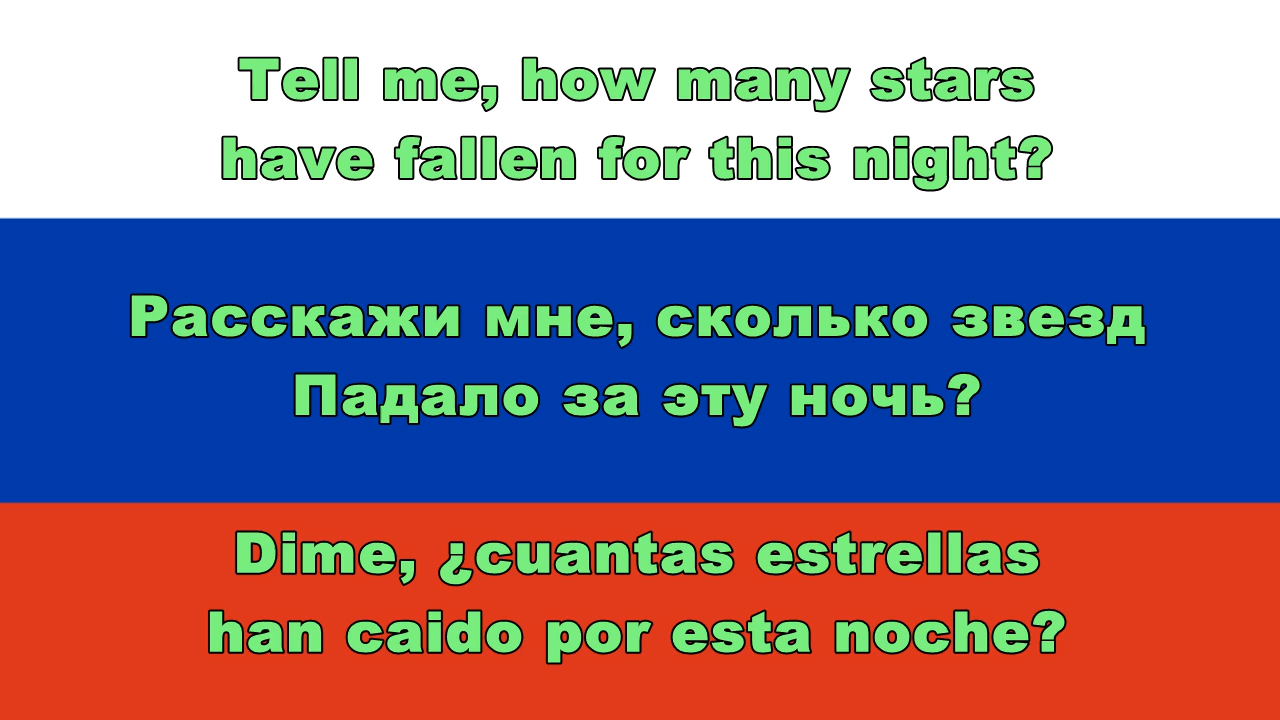 Tell me, how many stars
have fallen for this night?
Расскажи мне, сколько звезд
Падало за эту ночь?
Dime, ¿cuantas estrellas
han caido por esta noche?